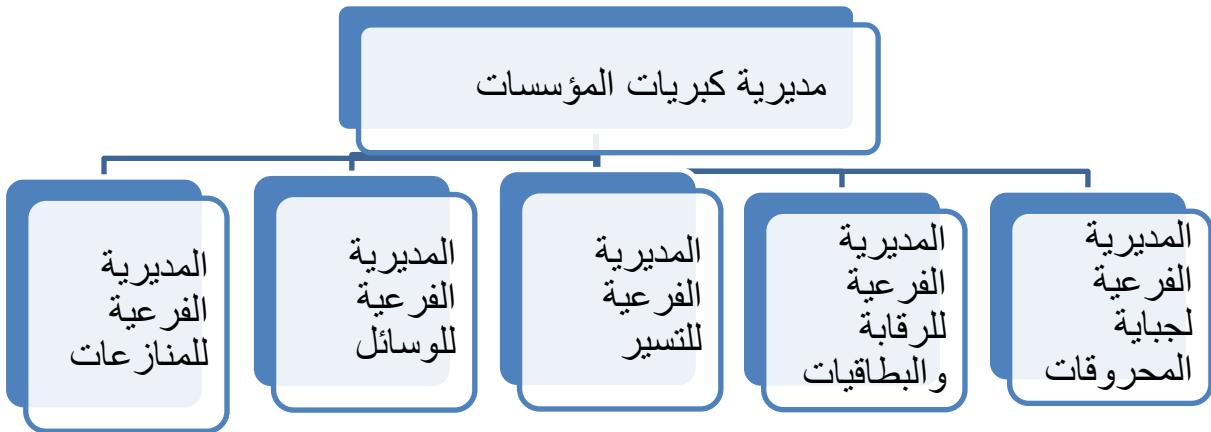 مديرية كبريات المؤسسات
المديرية
الفرعية
لجباية
المحروقات
المديرية
الفرعية
للرقابة
والبطاقيات
المديرية
الفرعية
للتسير
المديرية
الفرعية
للوسائل
المديرية
الفرعية
للمنازعات